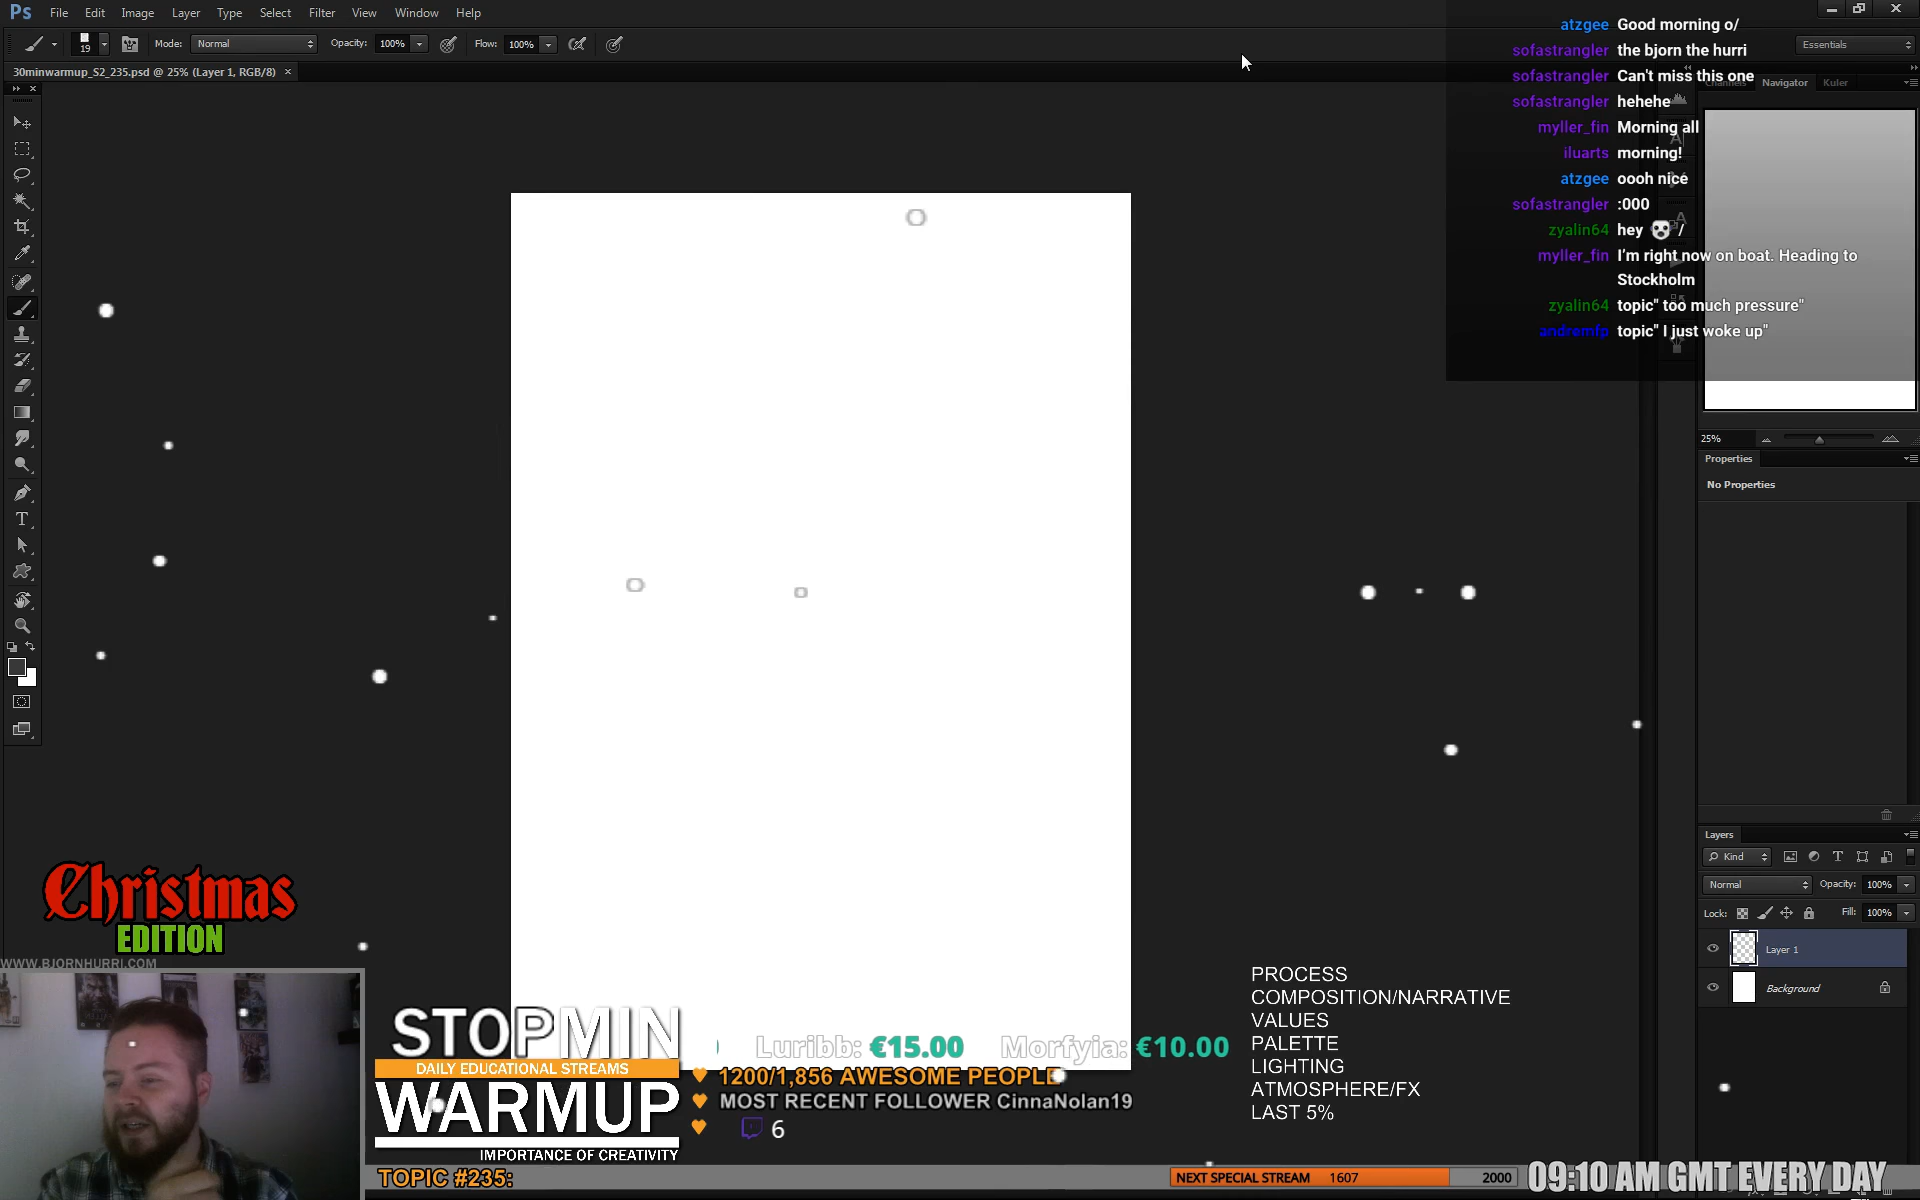 Ps File Edit Image Layer Type Select Filter View Window Help
19 Mode: Normal Opacity: 100% Flow: 100%
Essentials
30minwarmup_S2_235.psd @ 25% (Layer 1, RGB/8) ×
atzgee Good morning o/
sofastrangler the bjorn the hurri
sofastrangler Can't miss this one
sofastrangler hehehe
myller_fin Morning all
iluarts morning!
atzgee oooh nice
sofastrangler :000
zyalin64 hey /
myller_fin I'm right now on boat. Heading to
Stockholm
zyalin64 topic" too much pressure"
andremfp topic" I just woke up"
Channels Navigator Kuler
25%
Properties
No Properties
Layers
Kind
Normal Opacity: 100%
Lock: Fill: 100%
Layer 1
Background
Christmas
EDITION
WWW.BJORNHURRI.COM
STOPMIN
DAILY EDUCATIONAL STREAMS
WARMUP
IMPORTANCE OF CREATIVITY
Luribb: €15.00 Morfyia: €10.00
1200/1,856 AWESOME PEOPLE
MOST RECENT FOLLOWER CinnaNolan19
6
PROCESS
COMPOSITION/NARRATIVE
VALUES
PALETTE
LIGHTING
ATMOSPHERE/FX
LAST 5%
TOPIC #235:
NEXT SPECIAL STREAM 1607 2000
09:10 AM GMT EVERY DAY